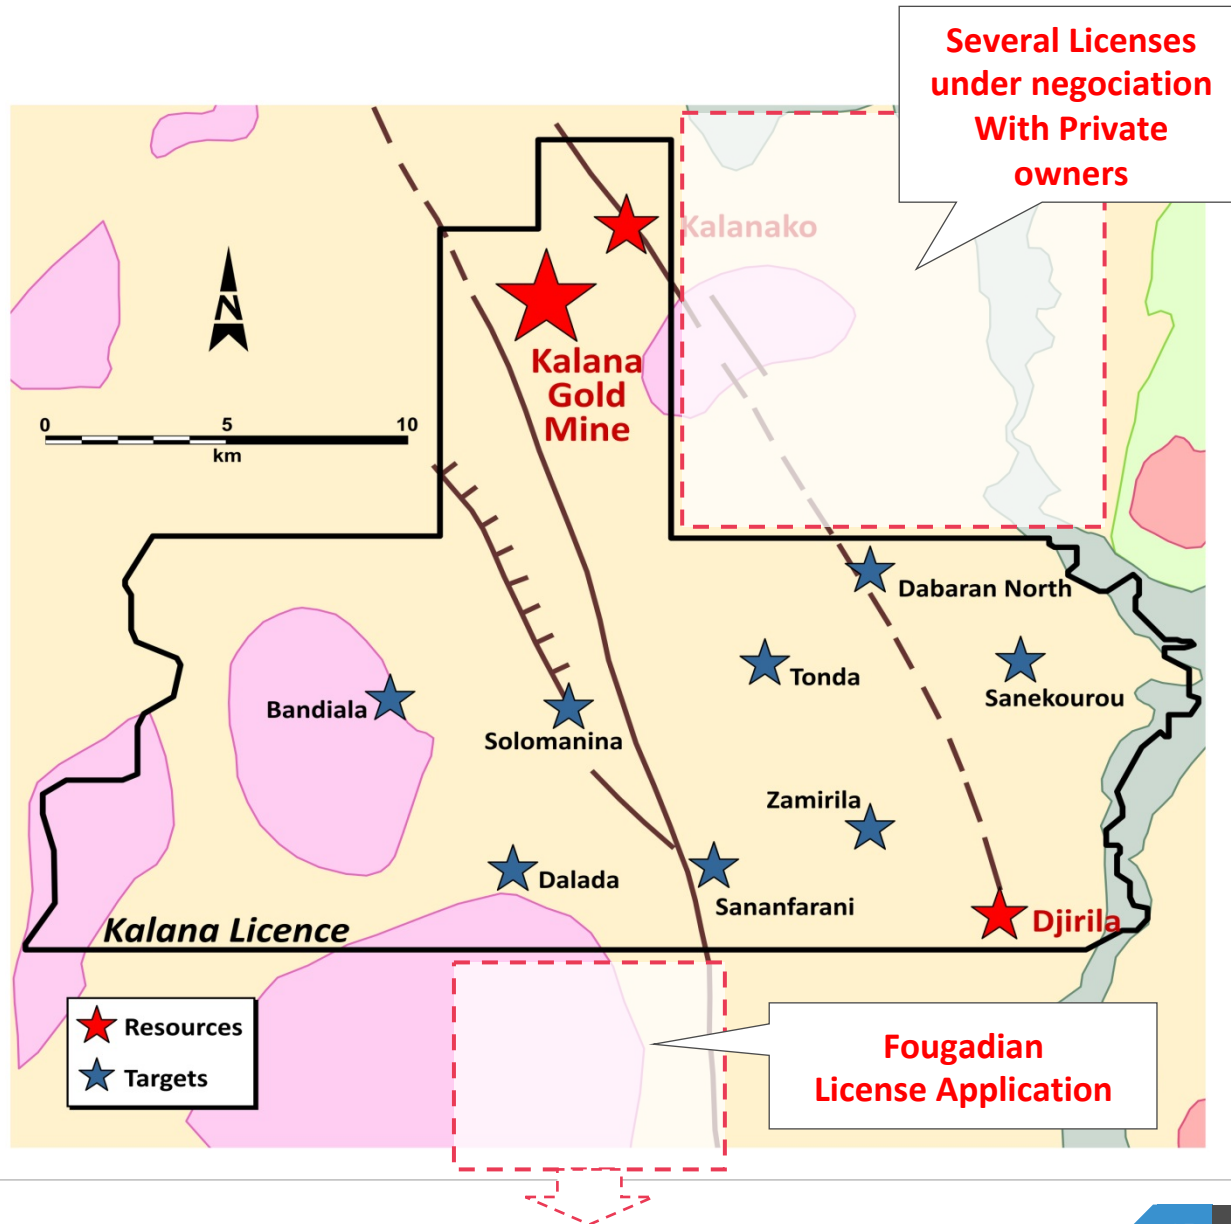 Several Licenses
under negociation
With Private
owners
Kalanako
N
Kalana
Gold
Mine
0 5 10
km
Dabaran North
Tonda
Sanekourou
Bandiala
Solomanina
Zamirila
Dalada
Sananfarani
Djirila
Kalana Licence
Resources
Targets
Fougadian
License Application